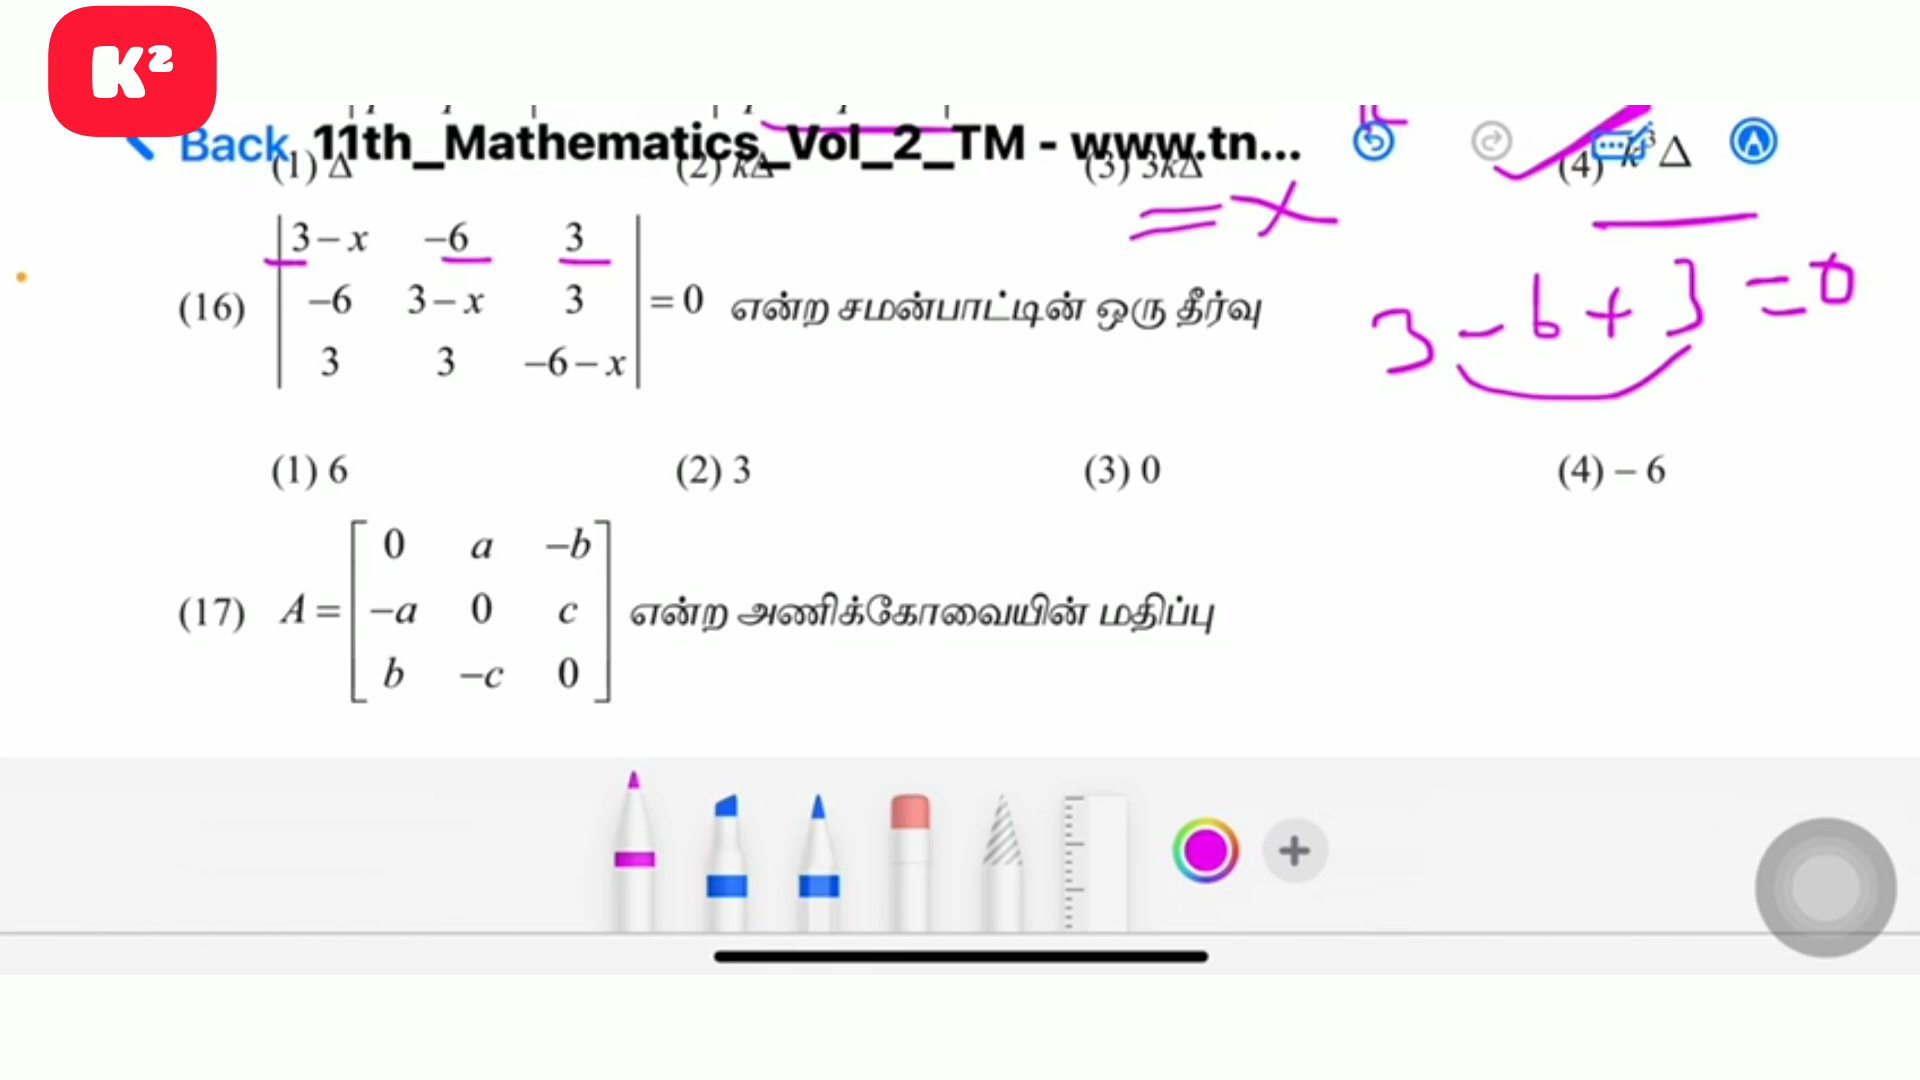 K²
Back 11th_Mathematics_Vol_2_TM - www.tn...
(1) Δ (2) kΔ (3) 3kΔ (4) k³Δ
= x
3 - 6 + 3 = 0
(16) | 3 – x –6 3 |
| –6 3 – x 3 | = 0 என்ற சமன்பாட்டின் ஒரு தீர்வு
| 3 3 –6 – x |
(1) 6 (2) 3 (3) 0 (4) – 6
(17) A = [ 0 a –b ]
[ –a 0 c ] என்ற அணிக்கோவையின் மதிப்பு
[ b –c 0 ]